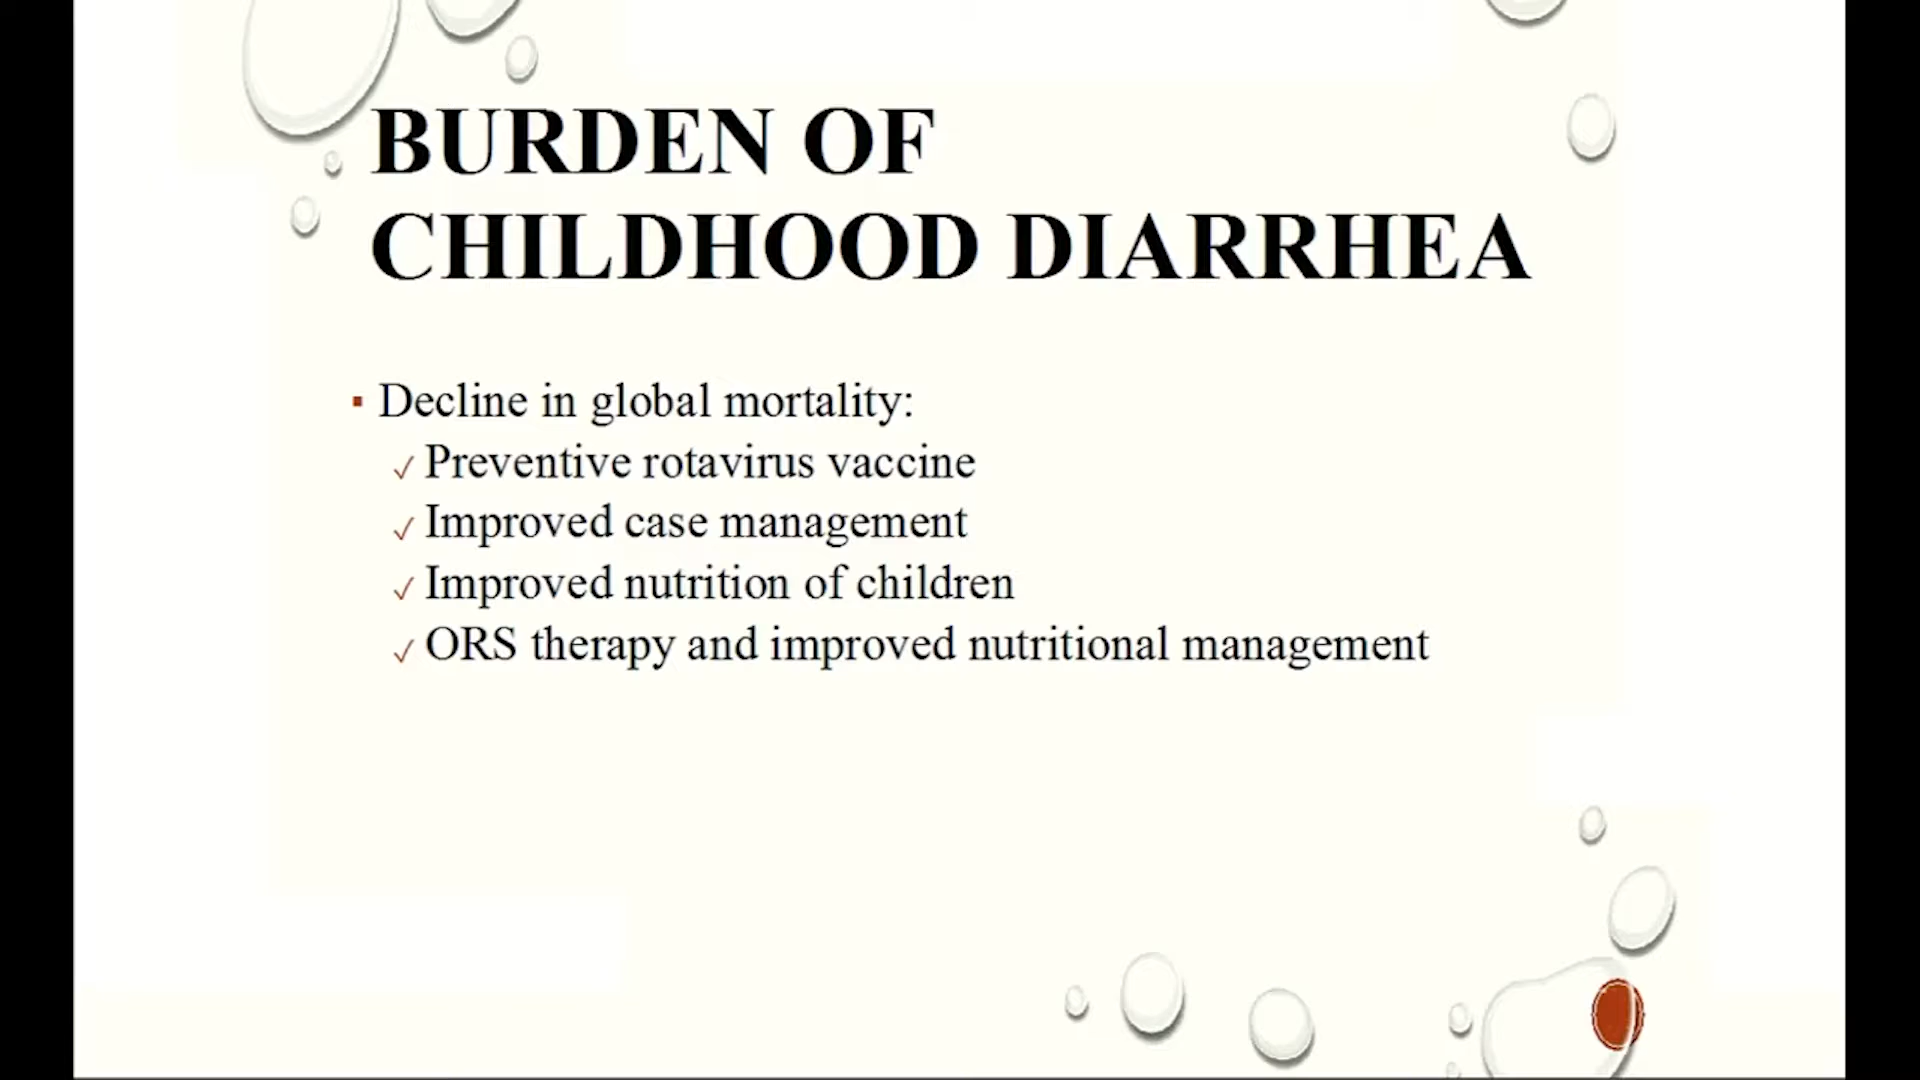 BURDEN OF
CHILDHOOD DIARRHEA
▪ Decline in global mortality:
✓ Preventive rotavirus vaccine
✓ Improved case management
✓ Improved nutrition of children
✓ ORS therapy and improved nutritional management